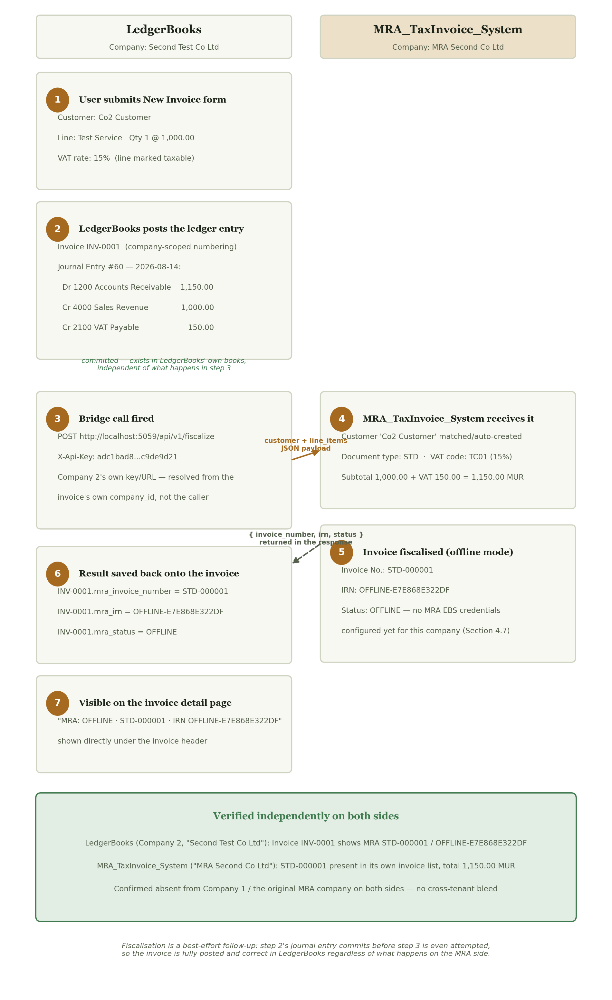 LedgerBooks
Company: Second Test Co Ltd
MRA_TaxInvoice_System
Company: MRA Second Co Ltd
1
User submits New Invoice form
Customer: Co2 Customer
Line: Test Service   Qty 1 @ 1,000.00
VAT rate: 15%  (line marked taxable)
2
LedgerBooks posts the ledger entry
Invoice INV-0001  (company-scoped numbering)
Journal Entry #60 — 2026-08-14:
Dr 1200 Accounts Receivable    1,150.00
Cr 4000 Sales Revenue    1,000.00
Cr 2100 VAT Payable    150.00
committed — exists in LedgerBooks' own books,
independent of what happens in step 3
3
Bridge call fired
POST http://localhost:5059/api/v1/fiscalize
X-Api-Key: adc1bad8...c9de9d21
Company 2's own key/URL — resolved from the
invoice's own company_id, not the caller
customer + line_items
JSON payload
4
MRA_TaxInvoice_System receives it
Customer 'Co2 Customer' matched/auto-created
Document type: STD  ·  VAT code: TC01 (15%)
Subtotal 1,000.00 + VAT 150.00 = 1,150.00 MUR
{ invoice_number, irn, status }
returned in the response
5
Invoice fiscalised (offline mode)
Invoice No.: STD-000001
IRN: OFFLINE-E7E868E322DF
Status: OFFLINE — no MRA EBS credentials
configured yet for this company (Section 4.7)
6
Result saved back onto the invoice
INV-0001.mra_invoice_number = STD-000001
INV-0001.mra_irn = OFFLINE-E7E868E322DF
INV-0001.mra_status = OFFLINE
7
Visible on the invoice detail page
"MRA: OFFLINE · STD-000001 · IRN OFFLINE-E7E868E322DF"
shown directly under the invoice header
Verified independently on both sides
LedgerBooks (Company 2, "Second Test Co Ltd"): Invoice INV-0001 shows MRA STD-000001 / OFFLINE-E7E868E322DF
MRA_TaxInvoice_System ("MRA Second Co Ltd"): STD-000001 present in its own invoice list, total 1,150.00 MUR
Confirmed absent from Company 1 / the original MRA company on both sides — no cross-tenant bleed
Fiscalisation is a best-effort follow-up: step 2's journal entry commits before step 3 is even attempted,
so the invoice is fully posted and correct in LedgerBooks regardless of what happens on the MRA side.